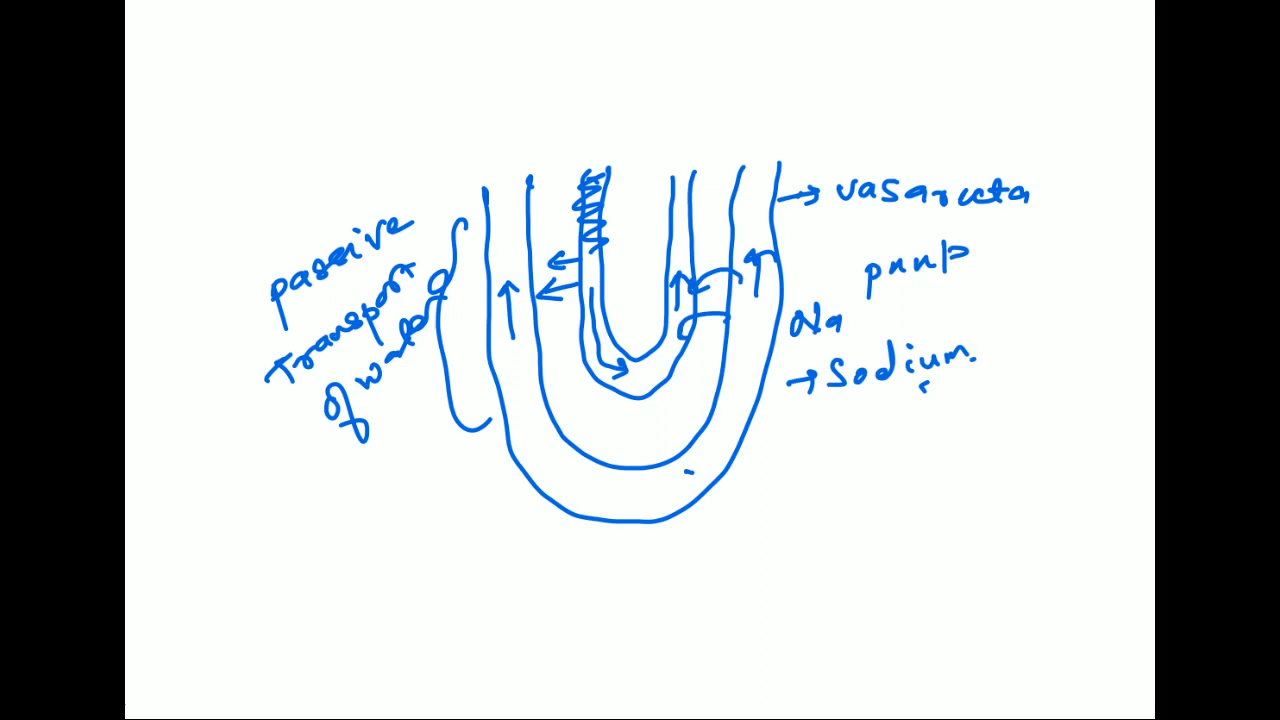 passive
Transport
of water
→ vasarecta
pump
Na
→ Sodium.